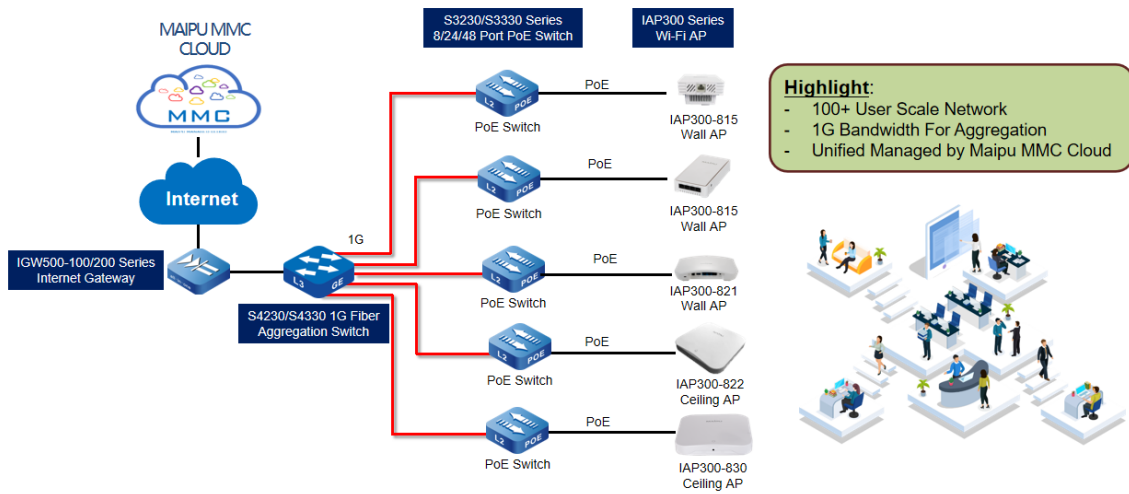 MAIPU MMC
CLOUD
MMC
Internet
IGW500-100/200 Series
Internet Gateway
L3
GE
1G
S4230/S4330 1G Fiber
Aggregation Switch
S3230/S3330 Series
8/24/48 Port PoE Switch
IAP300 Series
Wi-Fi AP
L2
POE
PoE Switch
PoE
IAP300-815
Wall AP
L2
POE
PoE Switch
PoE
IAP300-815
Wall AP
L2
POE
PoE Switch
PoE
IAP300-821
Wall AP
L2
POE
PoE Switch
PoE
IAP300-822
Ceiling AP
L2
POE
PoE Switch
PoE
IAP300-830
Ceiling AP
Highlight:
- 100+ User Scale Network
- 1G Bandwidth For Aggregation
- Unified Managed by Maipu MMC Cloud